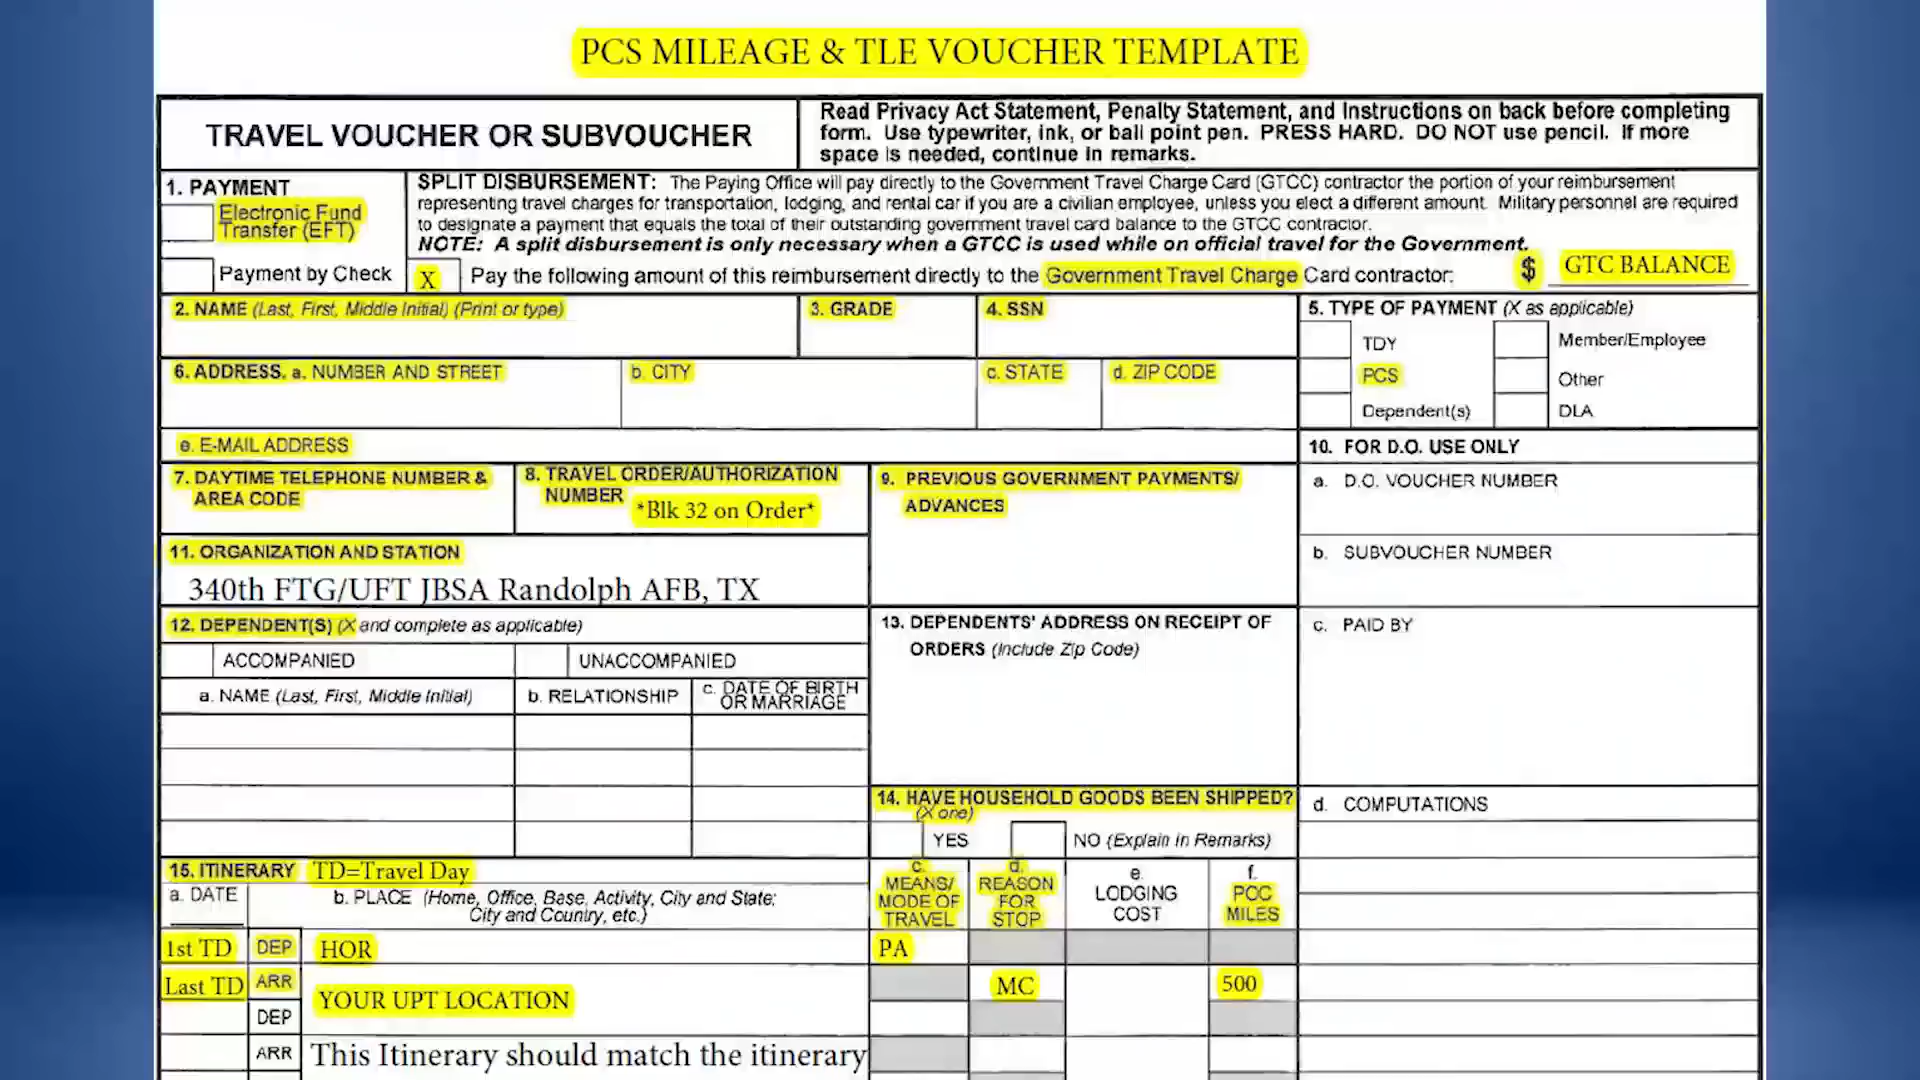 PCS MILEAGE & TLE VOUCHER TEMPLATE
TRAVEL VOUCHER OR SUBVOUCHER
Read Privacy Act Statement, Penalty Statement, and Instructions on back before completing
form. Use typewriter, ink, or ball point pen. PRESS HARD. DO NOT use pencil. If more
space is needed, continue in remarks.
1. PAYMENT
Electronic Fund
Transfer (EFT)
Payment by Check
SPLIT DISBURSEMENT: The Paying Office will pay directly to the Government Travel Charge Card (GTCC) contractor the portion of your reimbursement
representing travel charges for transportation, lodging, and rental car if you are a civilian employee, unless you elect a different amount. Military personnel are required
to designate a payment that equals the total of their outstanding government travel card balance to the GTCC contractor.
NOTE: A split disbursement is only necessary when a GTCC is used while on official travel for the Government.
X Pay the following amount of this reimbursement directly to the Government Travel Charge Card contractor: $ GTC BALANCE
2. NAME (Last, First, Middle Initial) (Print or type)
3. GRADE
4. SSN
5. TYPE OF PAYMENT (X as applicable)
TDY
Member/Employee
PCS
Other
Dependent(s)
DLA
6. ADDRESS. a. NUMBER AND STREET
b. CITY
c. STATE
d. ZIP CODE
e. E-MAIL ADDRESS
7. DAYTIME TELEPHONE NUMBER &
AREA CODE
8. TRAVEL ORDER/AUTHORIZATION
NUMBER
*Blk 32 on Order*
9. PREVIOUS GOVERNMENT PAYMENTS/
ADVANCES
10. FOR D.O. USE ONLY
a. D.O. VOUCHER NUMBER
b. SUBVOUCHER NUMBER
11. ORGANIZATION AND STATION
340th FTG/UFT JBSA Randolph AFB, TX
12. DEPENDENT(S) (X and complete as applicable)
ACCOMPANIED
UNACCOMPANIED
a. NAME (Last, First, Middle Initial)
b. RELATIONSHIP
c. DATE OF BIRTH
OR MARRIAGE
13. DEPENDENTS' ADDRESS ON RECEIPT OF
ORDERS (Include Zip Code)
c. PAID BY
14. HAVE HOUSEHOLD GOODS BEEN SHIPPED?
(X one)
YES
NO (Explain in Remarks)
d. COMPUTATIONS
15. ITINERARY TD=Travel Day
a. DATE
b. PLACE (Home, Office, Base, Activity, City and State;
City and Country, etc.)
c.
MEANS/
MODE OF
TRAVEL
d.
REASON
FOR
STOP
e.
LODGING
COST
f.
POC
MILES
1st TD DEP HOR PA
Last TD ARR YOUR UPT LOCATION MC 500
DEP
ARR This Itinerary should match the itinerary